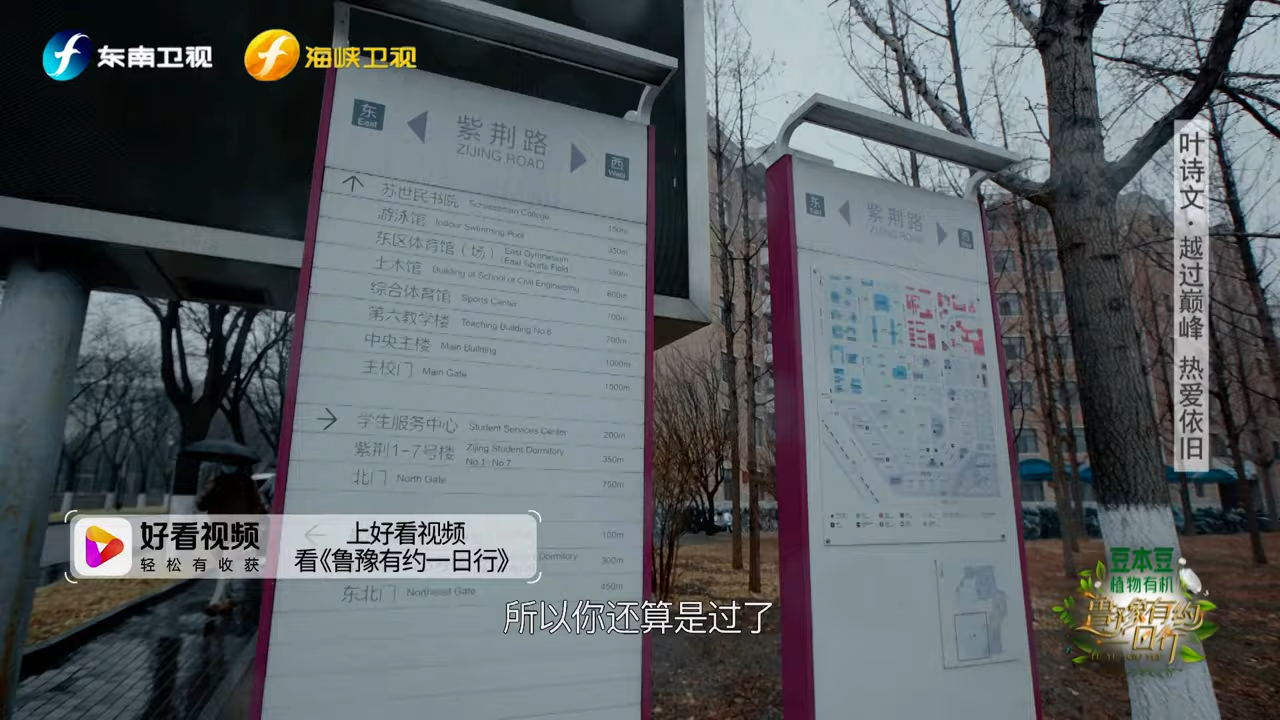 东南卫视
海峡卫视
东
East
紫荆路
ZIJING ROAD
西
West
苏世民书院 Schwarzman College 150m
游泳馆 Indoor Swimming Pool 350m
东区体育馆（场） East Gymnasium East Sports Field
土木馆 Building of School of Civil Engineering 600m
综合体育馆 Sports Center 700m
第六教学楼 Teaching Building No.6 700m
中央主楼 Main Building 1000m
主校门 Main Gate 1500m
学生服务中心 Student Services Center 200m
紫荆1-7号楼 Zijing Student Dormitory No.1-No.7 350m
北门 North Gate 750m
100m
Dormitory 300m
东北门 Northeast Gate 450m
东
East
紫荆路
ZIJING ROAD
西
叶诗文·越过巅峰 热爱依旧
好看视频
轻松有收获
上好看视频
看《鲁豫有约一日行》
所以你还算是过了
豆本豆
植物有机
鲁豫有约
一日行